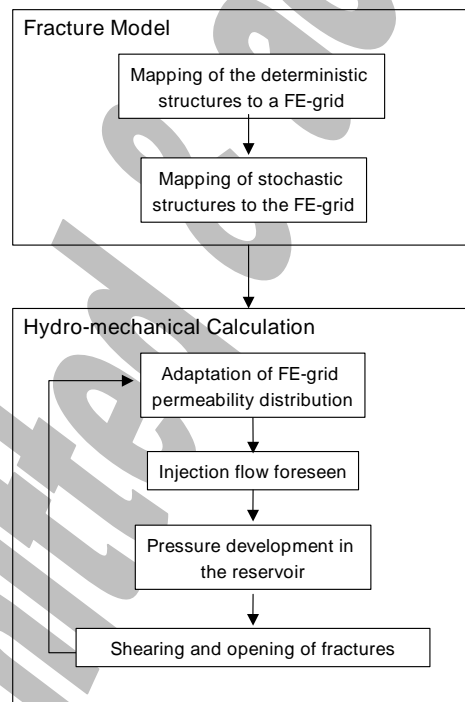 Fracture Model
Mapping of the deterministic
structures to a FE-grid
Mapping of stochastic
structures to the FE-grid
Hydro-mechanical Calculation
Adaptation of FE-grid
permeability distribution
Injection flow foreseen
Pressure development in
the reservoir
Shearing and opening of fractures